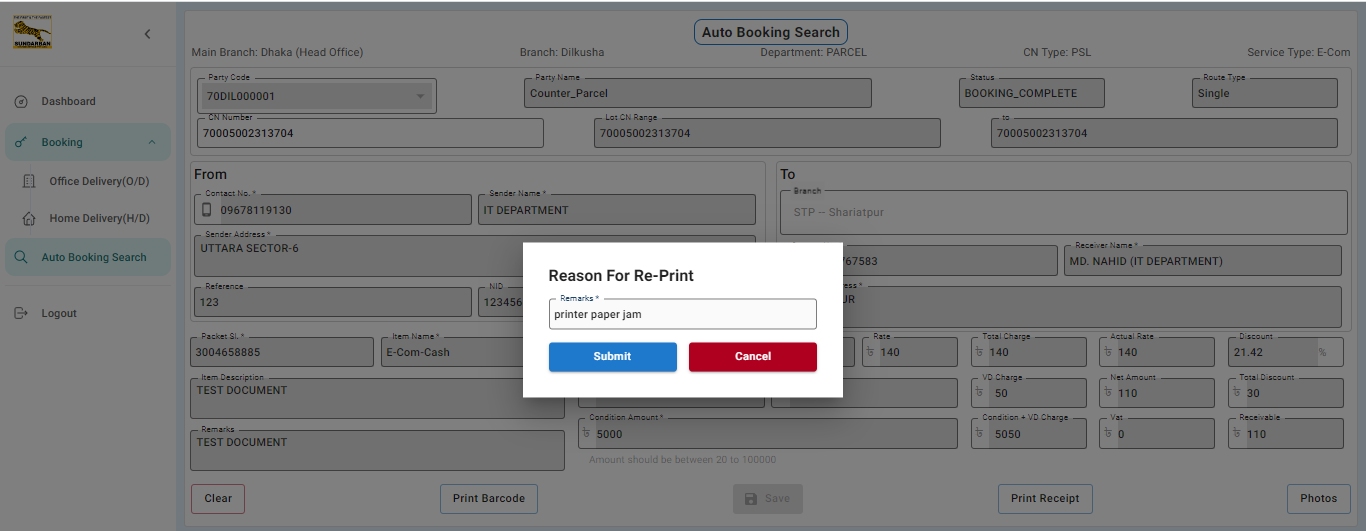 SUNDARBAN
Auto Booking Search
Main Branch: Dhaka (Head Office)
Branch: Dilkusha
Department: PARCEL
CN Type: PSL
Service Type: E-Com
Dashboard
Booking
Office Delivery(O/D)
Home Delivery(H/D)
Auto Booking Search
Logout
Party Code
70DIL000001
Party Name
Counter_Parcel
Status
BOOKING_COMPLETE
Route Type
Single
CN Number
70005002313704
Lot CN Range
70005002313704
to
70005002313704
From
Contact No. *
09678119130
Sender Name *
IT DEPARTMENT
Sender Address *
UTTARA SECTOR-6
Reference
123
NID
123456
To
Branch
STP -- Shariatpur
767583
Receiver Name *
MD. NAHID (IT DEPARTMENT)
ress *
UR
Reason For Re-Print
Remarks *
printer paper jam
Submit
Cancel
Packet Sl. *
3004658885
Item Name *
E-Com-Cash
Rate
৳ 140
Total Charge
৳ 140
Actual Rate
৳ 140
Discount
21.42 %
Item Description
TEST DOCUMENT
VD Charge
৳ 50
Net Amount
৳ 110
Total Discount
৳ 30
Remarks
TEST DOCUMENT
Condition Amount *
৳ 5000
Amount should be between 20 to 100000
Condition + VD Charge
৳ 5050
Vat
৳ 0
Receivable
৳ 110
Clear
Print Barcode
Save
Print Receipt
Photos